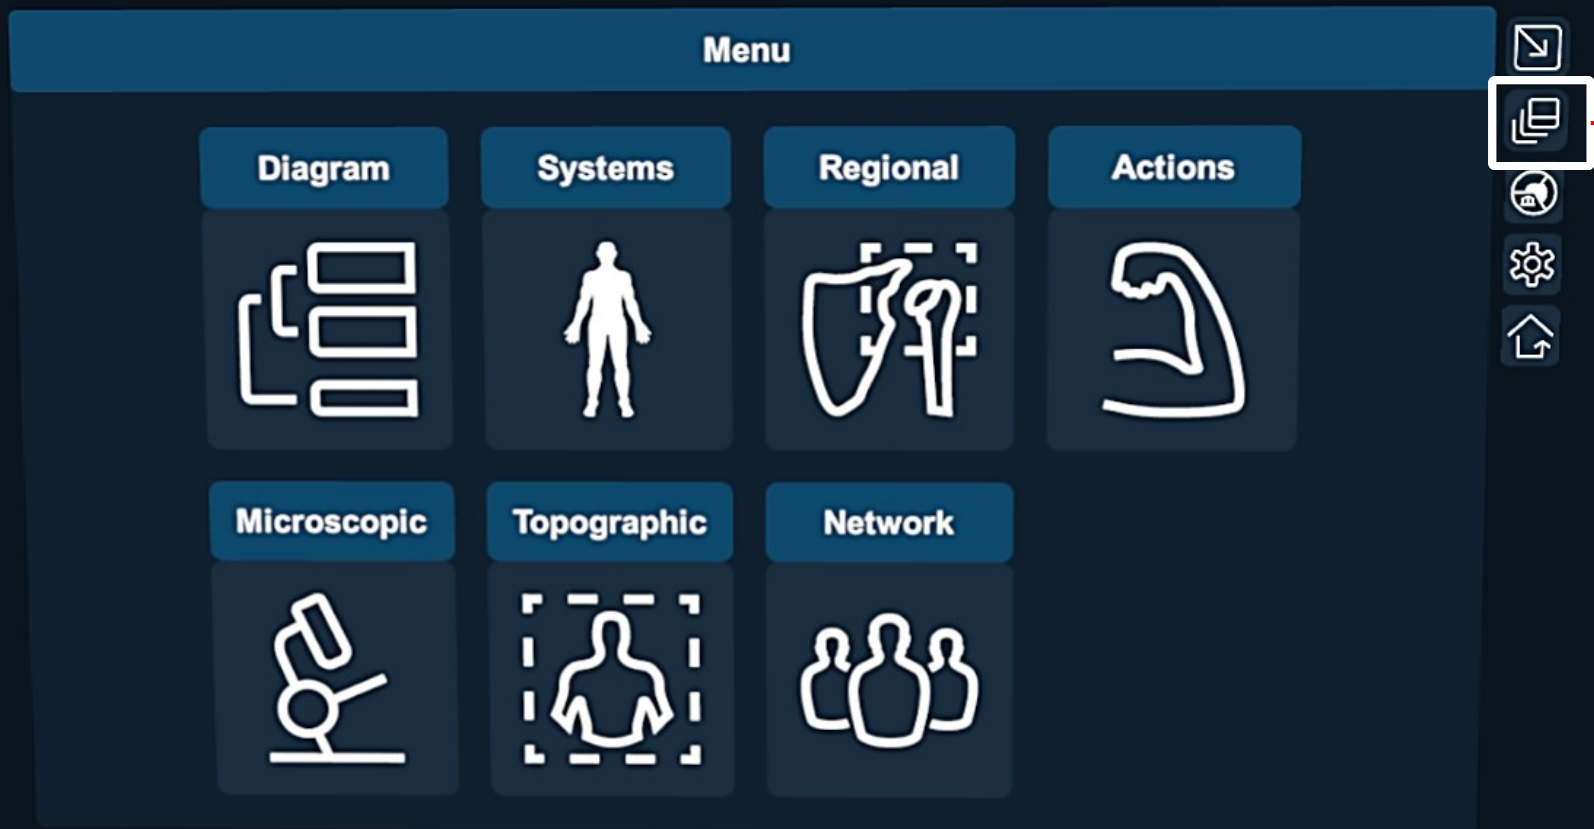 Menu
Diagram
Systems
Regional
Actions
Microscopic
Topographic
Network